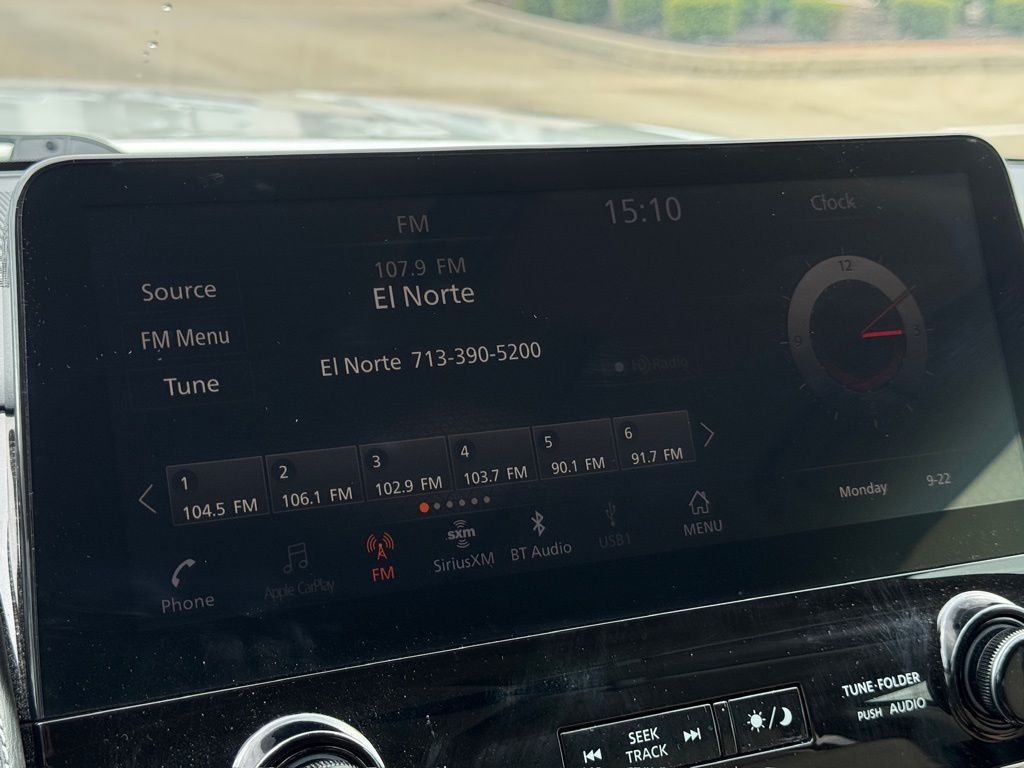 FM
15:10
Clock
107.9 FM
El Norte
Source
FM Menu
Tune
El Norte 713-390-5200
HD Radio
12
3
9
1
104.5 FM
2
106.1 FM
3
102.9 FM
4
103.7 FM
5
90.1 FM
6
91.7 FM
Monday
9-22
Phone
Apple CarPlay
FM
sxm
SiriusXM
BT Audio
USB1
MENU
SEEK
TRACK
TUNE·FOLDER
PUSH AUDIO